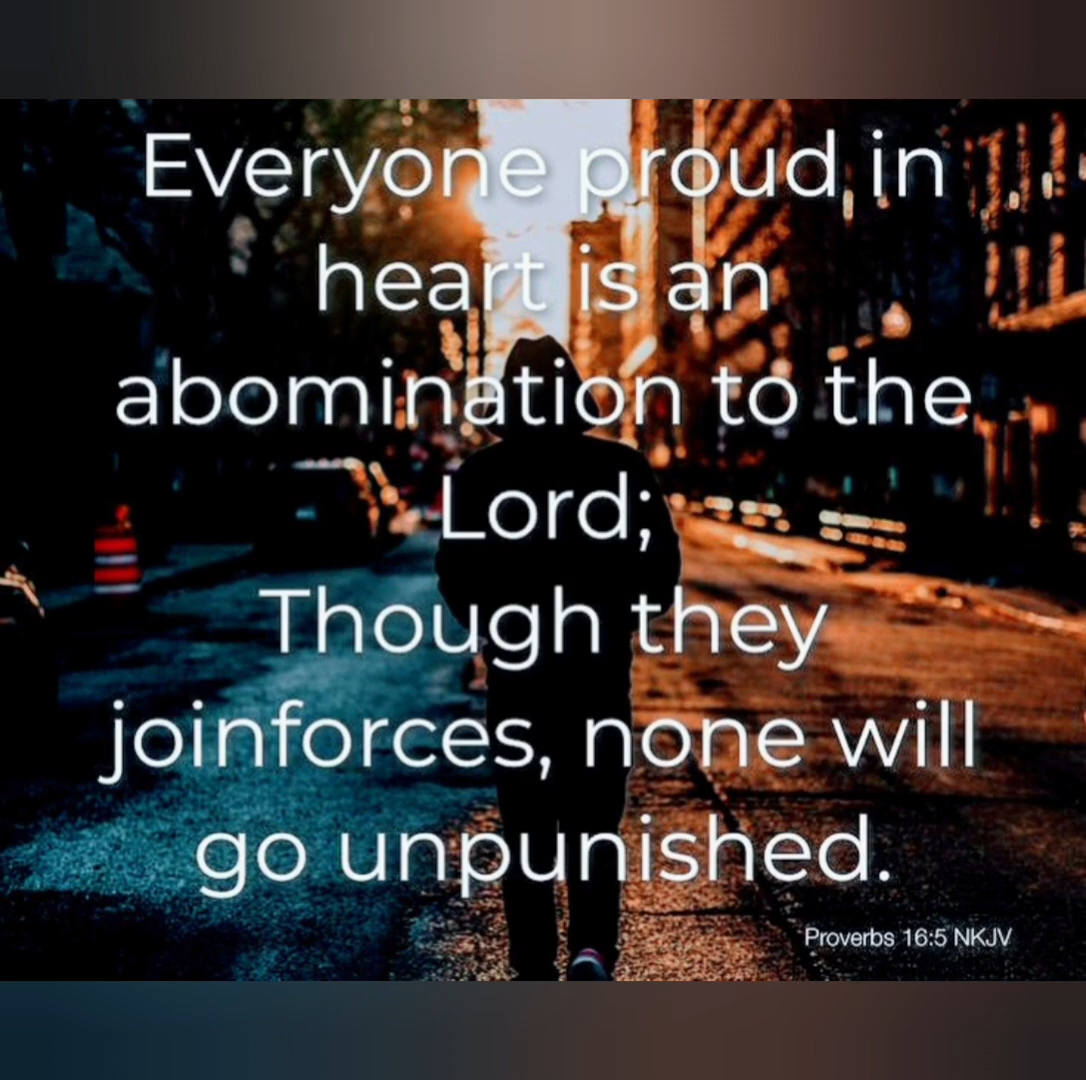 Everyone proud in
heart is an
abomination to the
Lord;
Though they
joinforces, none will
go unpunished.
Proverbs 16:5 NKJV